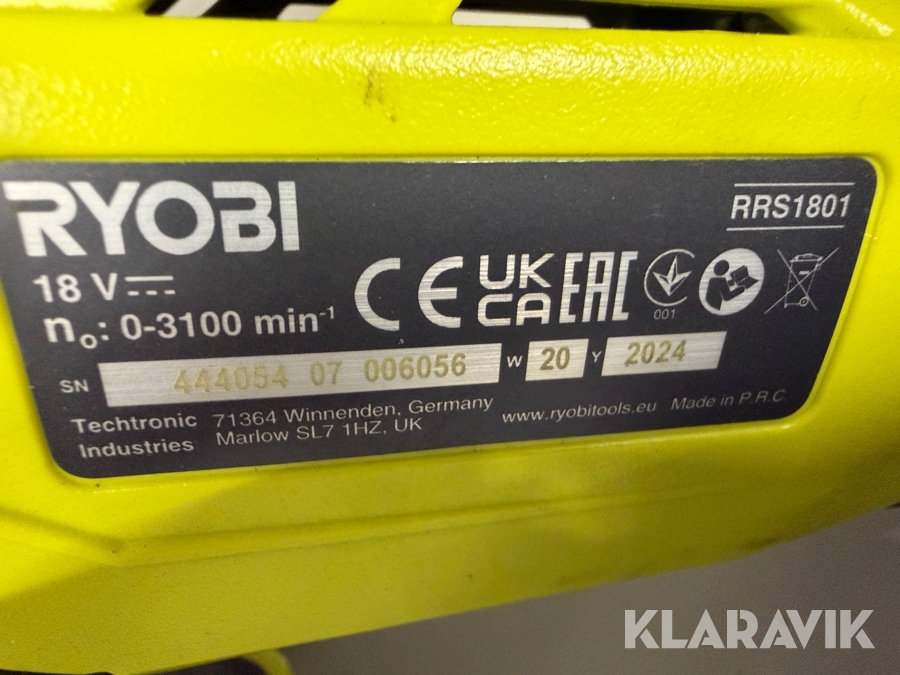 RYOBI
RRS1801
18 V
n₀: 0-3100 min⁻¹
CE UK CA EAC
001
SN 444054 07 006056 W 20 Y 2024
Techtronic Industries
71364 Winnenden, Germany
Marlow SL7 1HZ, UK
www.ryobitools.eu Made in P.R.C.
KLARAVIK